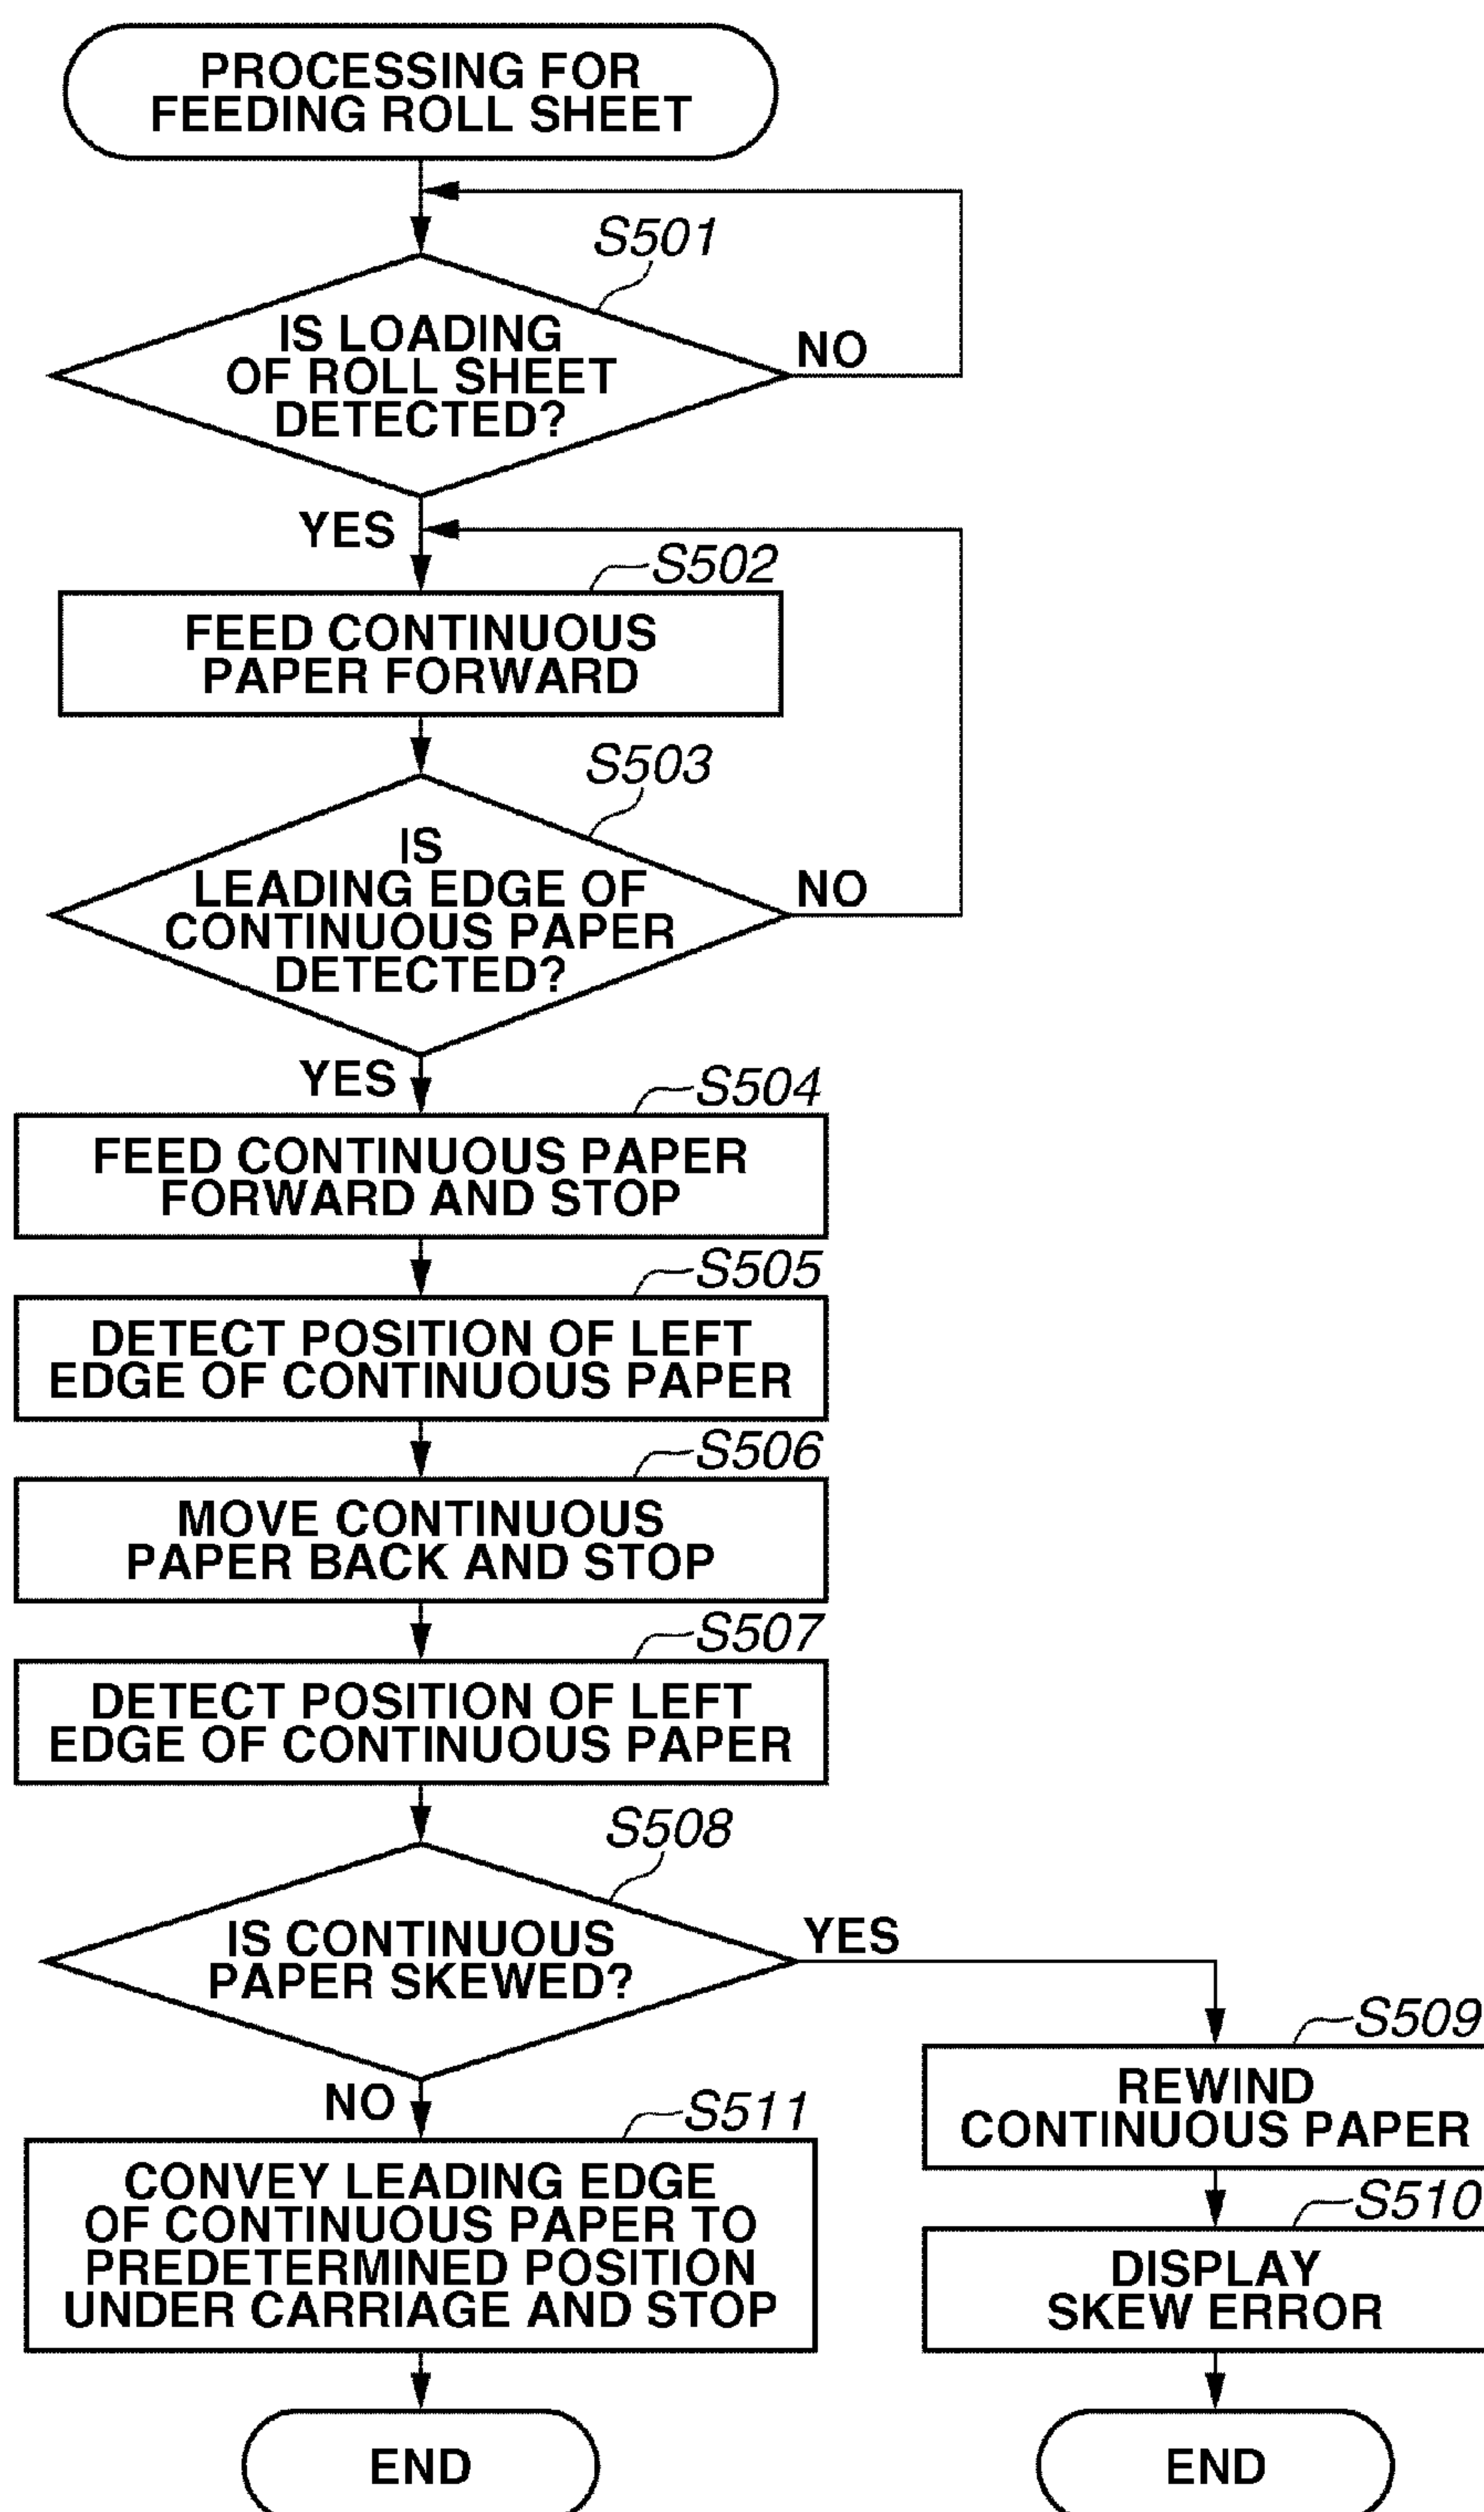 PROCESSING FOR
FEEDING ROLL SHEET
S501
IS LOADING
OF ROLL SHEET
DETECTED?
NO
YES
S502
FEED CONTINUOUS
PAPER FORWARD
S503
IS
LEADING EDGE OF
CONTINUOUS PAPER
DETECTED?
NO
YES
S504
FEED CONTINUOUS PAPER
FORWARD AND STOP
S505
DETECT POSITION OF LEFT
EDGE OF CONTINUOUS PAPER
S506
MOVE CONTINUOUS
PAPER BACK AND STOP
S507
DETECT POSITION OF LEFT
EDGE OF CONTINUOUS PAPER
S508
IS CONTINUOUS
PAPER SKEWED?
YES
NO
S509
REWIND
CONTINUOUS PAPER
S510
DISPLAY
SKEW ERROR
END
S511
CONVEY LEADING EDGE
OF CONTINUOUS PAPER TO
PREDETERMINED POSITION
UNDER CARRIAGE AND STOP
END